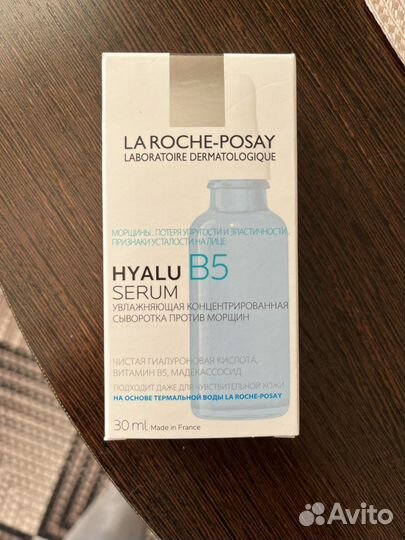 LA ROCHE-POSAY
LABORATOIRE DERMATOLOGIQUE
МОРЩИНЫ, ПОТЕРЯ УПРУГОСТИ И ЭЛАСТИЧНОСТИ,
ПРИЗНАКИ УСТАЛОСТИ НА ЛИЦЕ
HYALU B5
SERUM
УВЛАЖНЯЮЩАЯ КОНЦЕНТРИРОВАННАЯ
СЫВОРОТКА ПРОТИВ МОРЩИН
ЧИСТАЯ ГИАЛУРОНОВАЯ КИСЛОТА,
ВИТАМИН B5, МАДЕКАССОСИД
ПОДХОДИТ ДАЖЕ ДЛЯ ЧУВСТВИТЕЛЬНОЙ КОЖИ
НА ОСНОВЕ ТЕРМАЛЬНОЙ ВОДЫ LA ROCHE-POSAY
30 ml Made in France
Avito